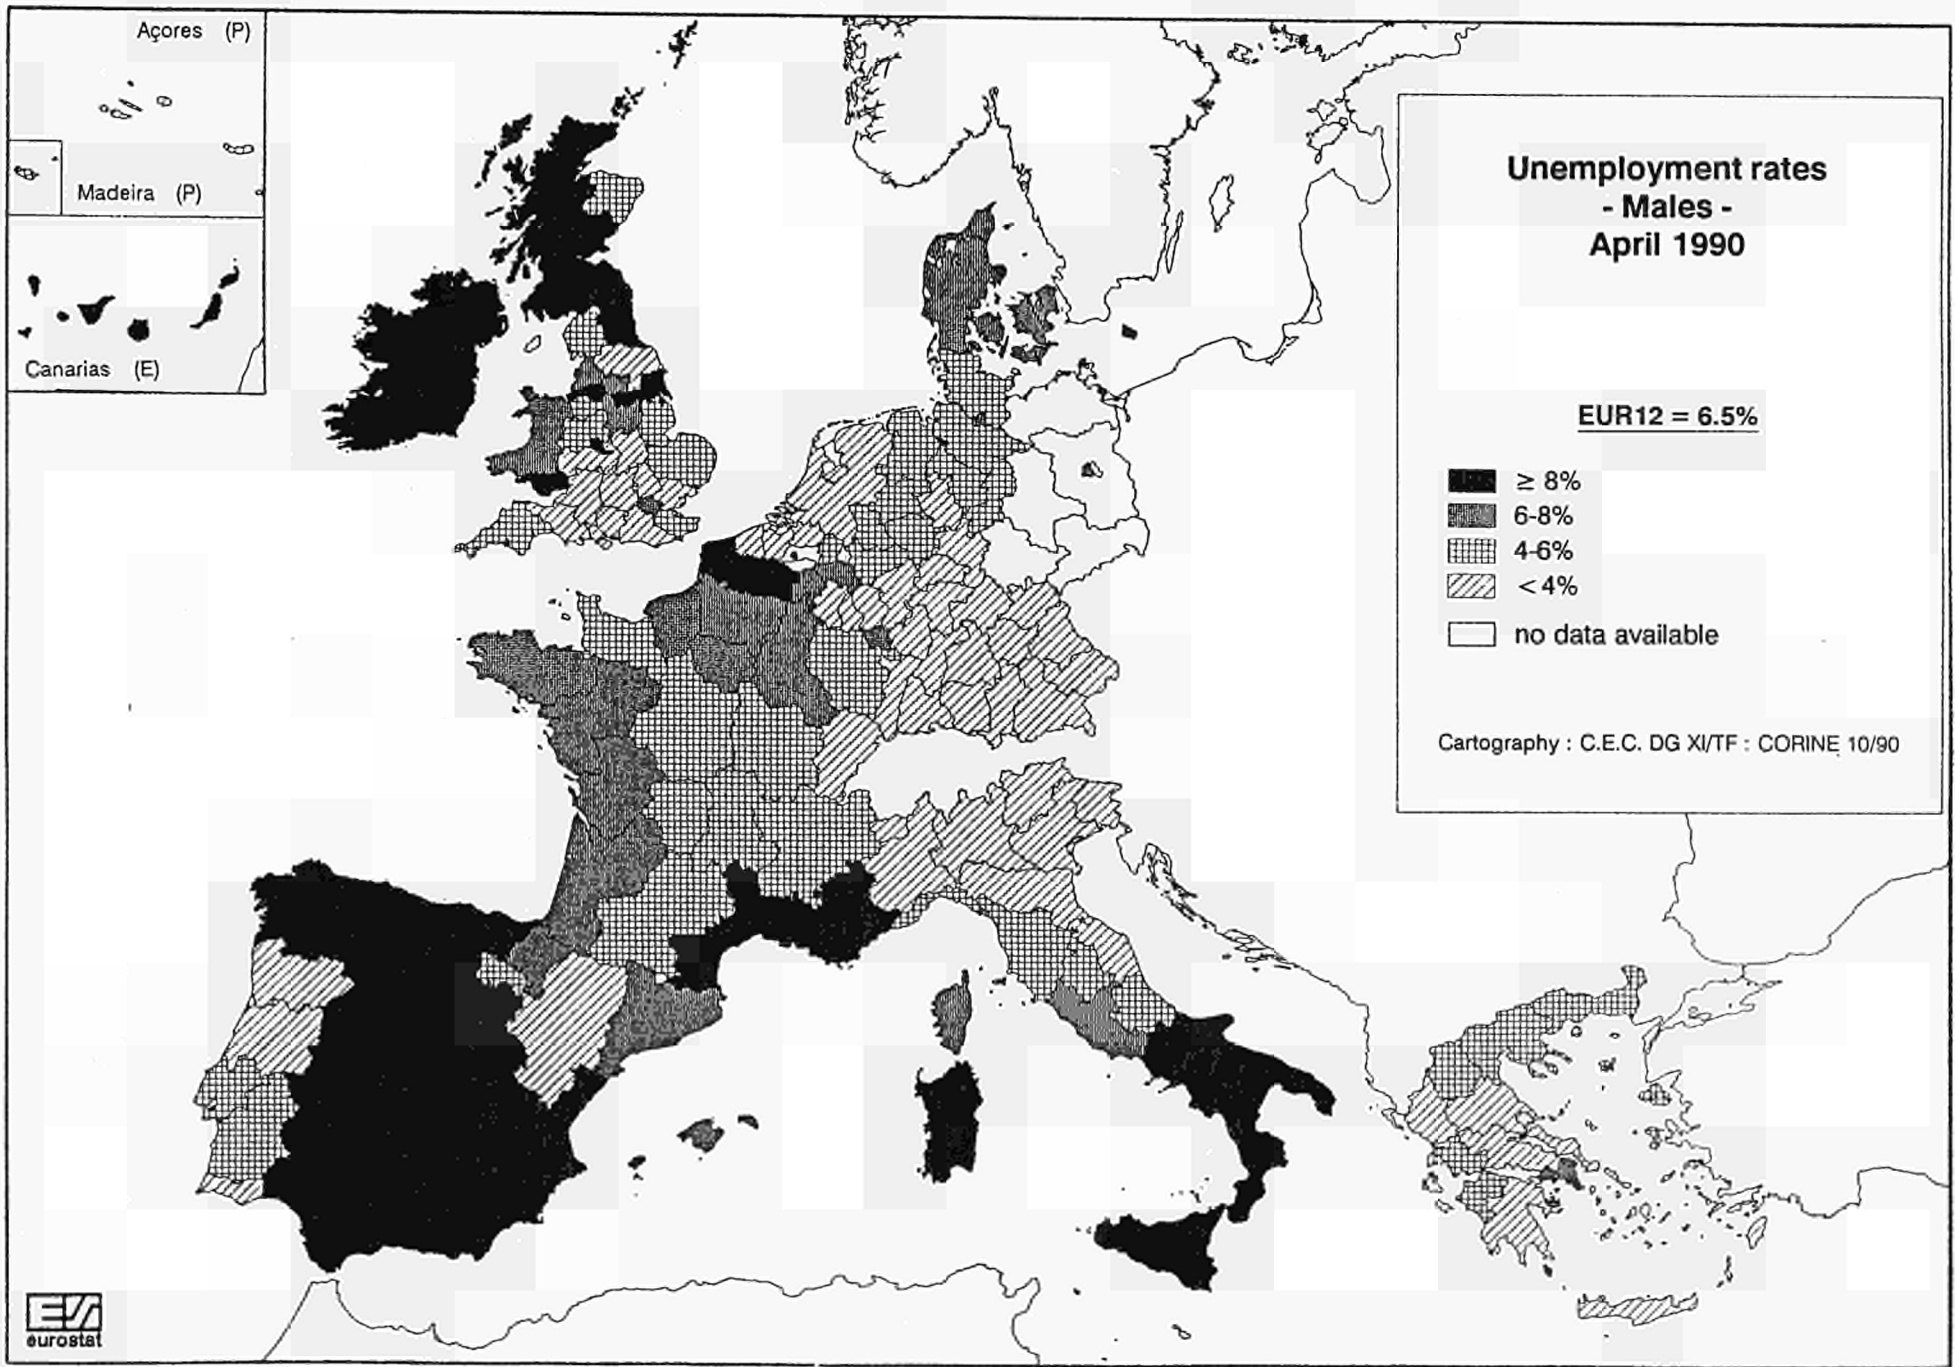 Açores (P)
Madeira (P)
Canarias (E)
Unemployment rates
- Males -
April 1990
EUR12 = 6.5%
≥ 8%
6-8%
4-6%
< 4%
no data available
Cartography : C.E.C. DG XI/TF : CORINE 10/90
eurostat